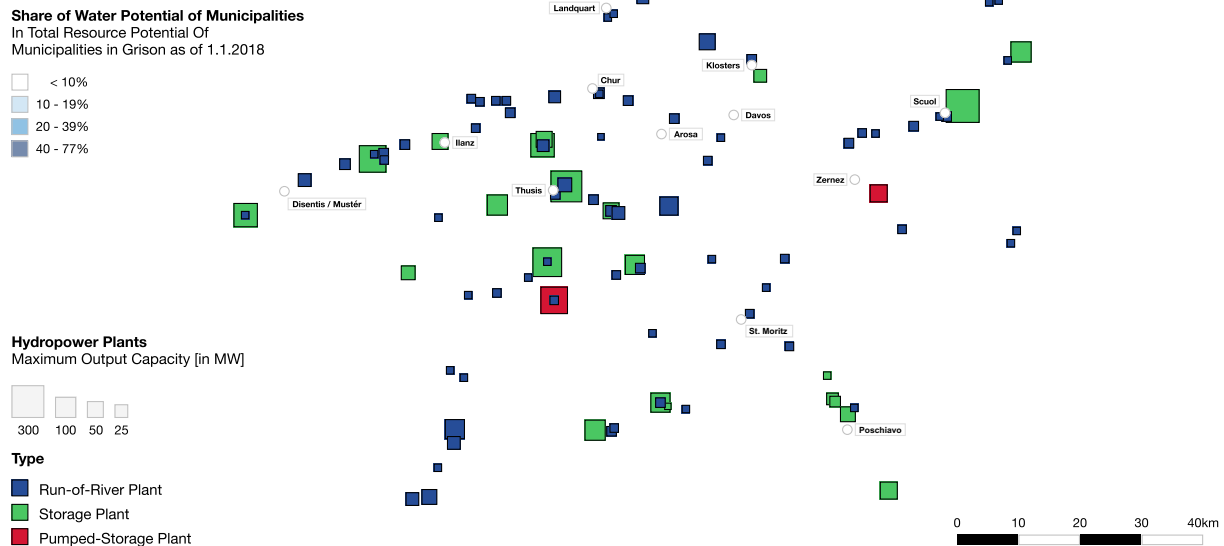 Share of Water Potential of Municipalities
In Total Resource Potential Of
Municipalities in Grison as of 1.1.2018
< 10%
10 - 19%
20 - 39%
40 - 77%
Landquart
Klosters
Chur
Scuol
Davos
Arosa
Ilanz
Zernez
Thusis
Disentis / Mustér
St. Moritz
Poschiavo
Hydropower Plants
Maximum Output Capacity [in MW]
300 100 50 25
Type
Run-of-River Plant
Storage Plant
Pumped-Storage Plant
0 10 20 30 40km